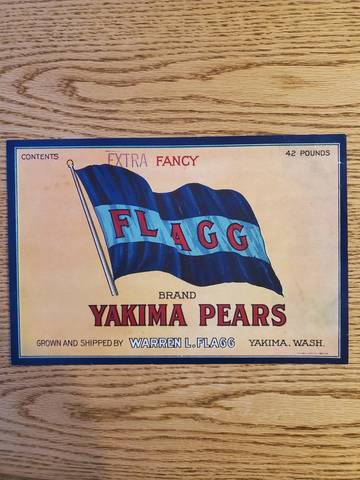 CONTENTS EXTRA FANCY 42 POUNDS
FLAGG
BRAND
YAKIMA PEARS
GROWN AND SHIPPED BY WARREN L. FLAGG YAKIMA, WASH.